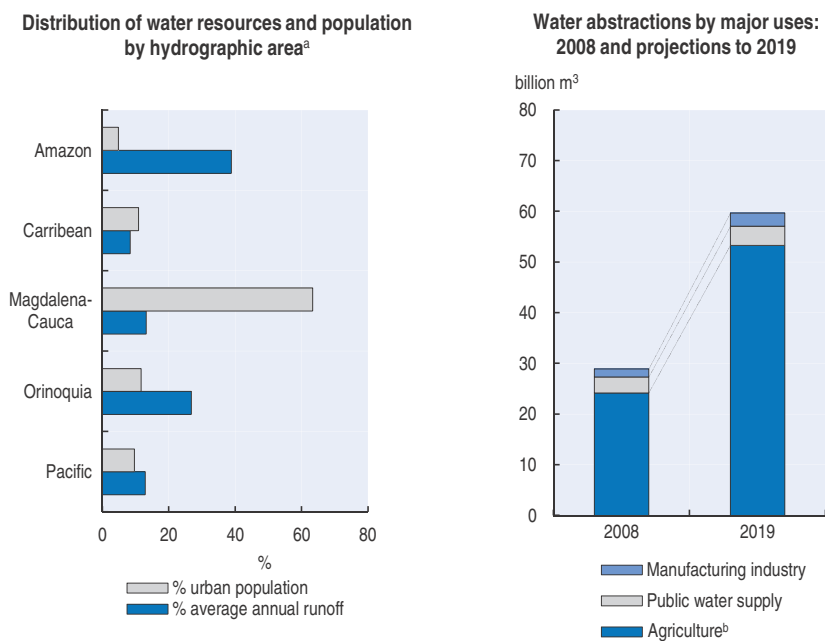 Distribution of water resources and population
by hydrographic areaª
Amazon
Carribean
Magdalena-
Cauca
Orinoquia
Pacific
0 20 40 60 80
%
% urban population
% average annual runoff
Water abstractions by major uses:
2008 and projections to 2019
billion m³
80
70
60
50
40
30
20
10
0
2008 2019
Manufacturing industry
Public water supply
Agricultureᵇ